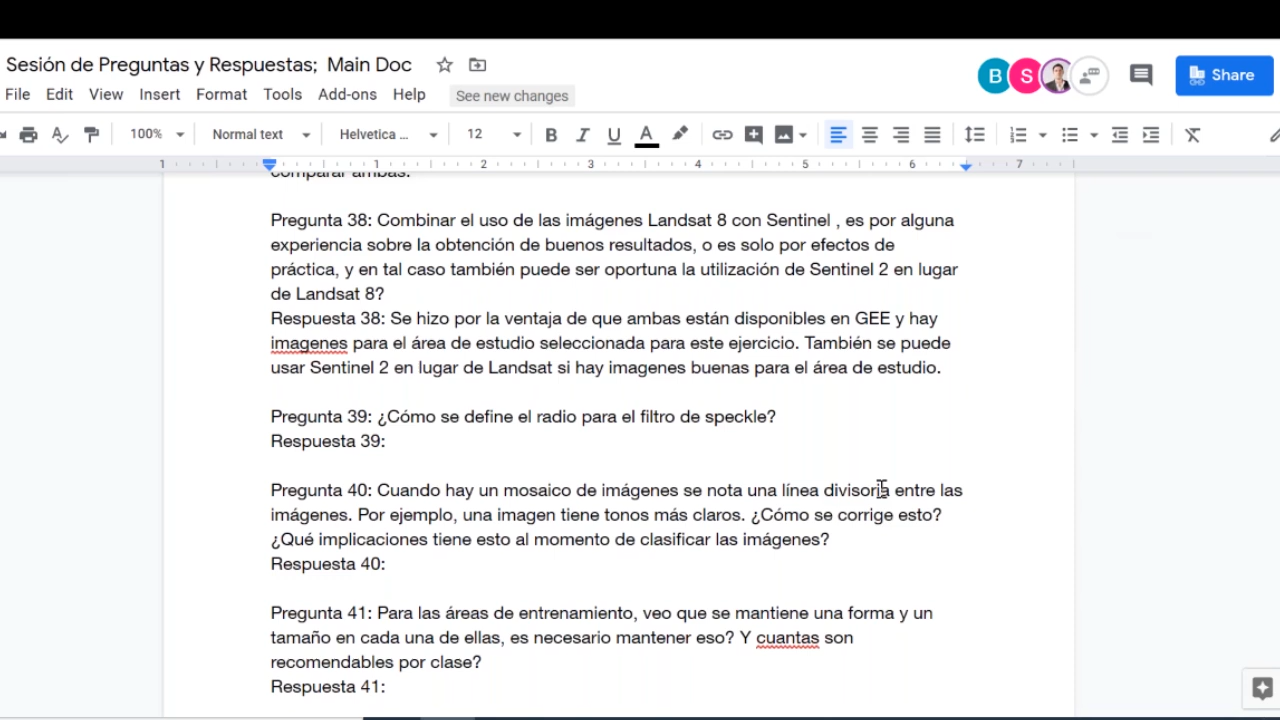 Sesión de Preguntas y Respuestas; Main Doc
B S
Share
File Edit View Insert Format Tools Add-ons Help See new changes
100% Normal text Helvetica ... 12 B I U A
1 1 2 3 4 5 6 7
comparar ambas.
Pregunta 38: Combinar el uso de las imágenes Landsat 8 con Sentinel , es por alguna
experiencia sobre la obtención de buenos resultados, o es solo por efectos de
práctica, y en tal caso también puede ser oportuna la utilización de Sentinel 2 en lugar
de Landsat 8?
Respuesta 38: Se hizo por la ventaja de que ambas están disponibles en GEE y hay
imagenes para el área de estudio seleccionada para este ejercicio. También se puede
usar Sentinel 2 en lugar de Landsat si hay imagenes buenas para el área de estudio.
Pregunta 39: ¿Cómo se define el radio para el filtro de speckle?
Respuesta 39:
Pregunta 40: Cuando hay un mosaico de imágenes se nota una línea divisoria entre las
imágenes. Por ejemplo, una imagen tiene tonos más claros. ¿Cómo se corrige esto?
¿Qué implicaciones tiene esto al momento de clasificar las imágenes?
Respuesta 40:
Pregunta 41: Para las áreas de entrenamiento, veo que se mantiene una forma y un
tamaño en cada una de ellas, es necesario mantener eso? Y cuantas son
recomendables por clase?
Respuesta 41: